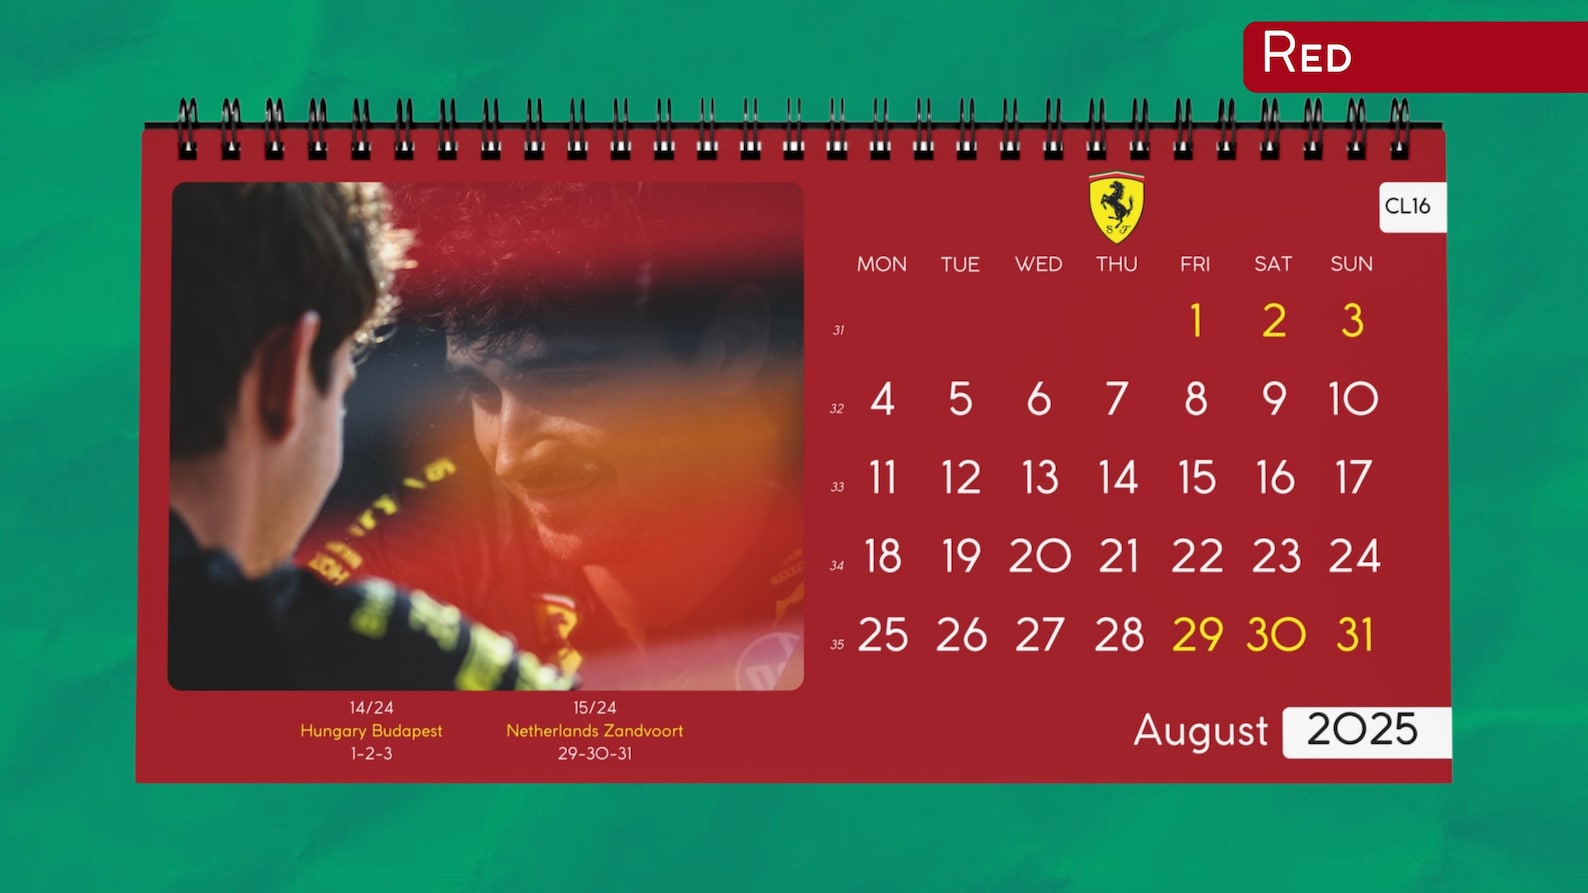 Red
CL16
MON TUE WED THU FRI SAT SUN
31 1 2 3
32 4 5 6 7 8 9 10
33 11 12 13 14 15 16 17
34 18 19 20 21 22 23 24
35 25 26 27 28 29 30 31
14/24
Hungary Budapest
1-2-3
15/24
Netherlands Zandvoort
29-30-31
August 2025
S F